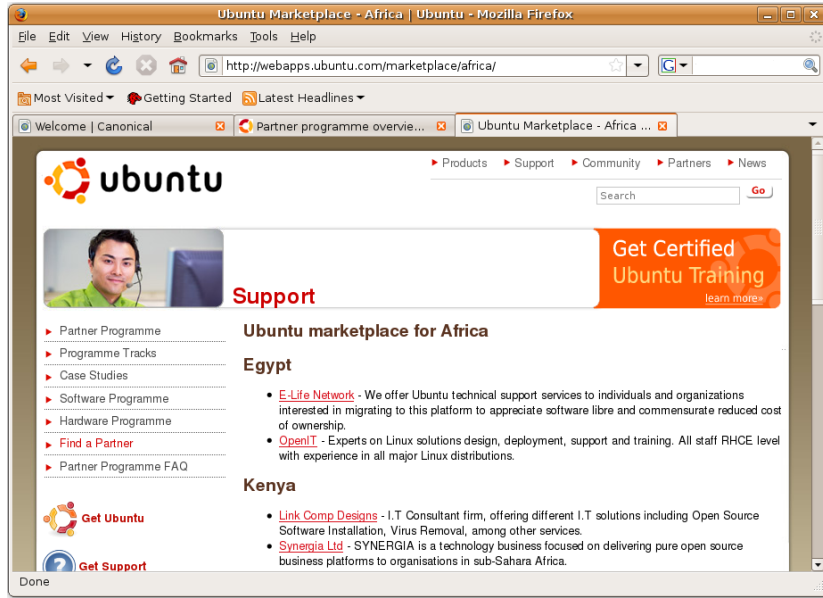 Ubuntu Marketplace - Africa | Ubuntu - Mozilla Firefox
File Edit View History Bookmarks Tools Help
http://webapps.ubuntu.com/marketplace/africa/
G
Most Visited Getting Started Latest Headlines
Welcome | Canonical Partner programme overvie... Ubuntu Marketplace - Africa ...
ubuntu
Products Support Community Partners News
Search Go
Get Certified
Ubuntu Training
learn more»
Support
Partner Programme
Programme Tracks
Case Studies
Software Programme
Hardware Programme
Find a Partner
Partner Programme FAQ
Get Ubuntu
? Get Support
Ubuntu marketplace for Africa
Egypt
• E-Life Network - We offer Ubuntu technical support services to individuals and organizations
interested in migrating to this platform to appreciate software libre and commensurate reduced cost
of ownership.
• OpenIT - Experts on Linux solutions design, deployment, support and training. All staff RHCE level
with experience in all major Linux distributions.
Kenya
• Link Comp Designs - I.T Consultant firm, offering different I.T solutions including Open Source
Software Installation, Virus Removal, among other services.
• Synergia Ltd - SYNERGIA is a technology business focused on delivering pure open source
business platforms to organisations in sub-Sahara Africa.
Done